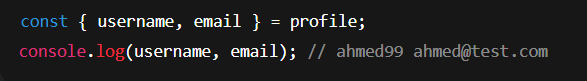 const { username, email } = profile;
console.log(username, email); // ahmed99 ahmed@test.com